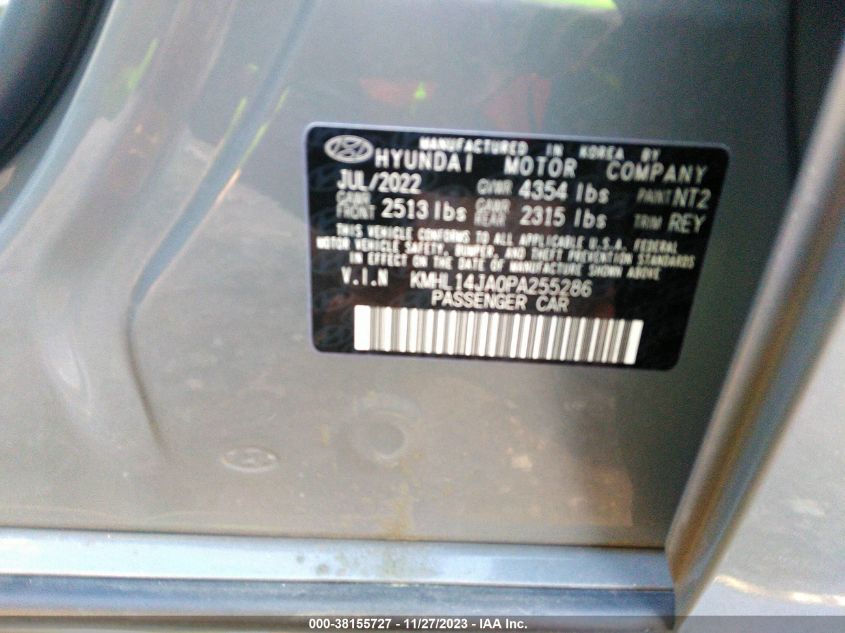 MANUFACTURED IN KOREA BY
HYUNDAI MOTOR COMPANY
JUL/2022 GVWR 4354 lbs PAINT NT2
GAWR FRONT 2513 lbs GAWR REAR 2315 lbs TRIM REY
THIS VEHICLE CONFORMS TO ALL APPLICABLE U.S.A. FEDERAL
MOTOR VEHICLE SAFETY, BUMPER, AND THEFT PREVENTION STANDARDS
IN EFFECT ON THE DATE OF MANUFACTURE SHOWN ABOVE
V.I.N KMHL14JA0PA255286
PASSENGER CAR
000-38155727 - 11/27/2023 - IAA Inc.